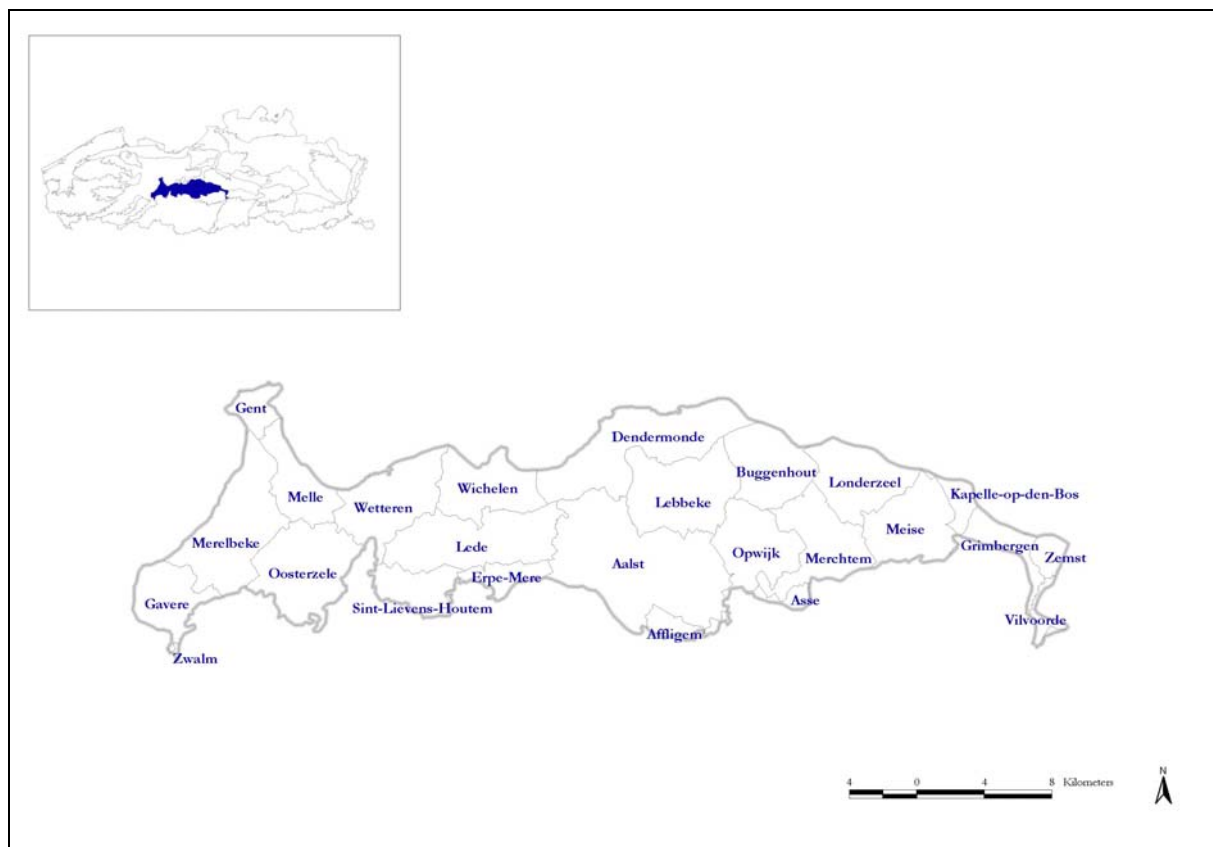 Gent
Dendermonde
Buggenhout
Londerzeel
Wichelen
Melle
Wetteren
Lebbeke
Kapelle-op-den-Bos
Meise
Merelbeke
Lede
Grimbergen
Opwijk
Merchtem
Zemst
Aalst
Oosterzele
Erpe-Mere
Gavere
Asse
Sint-Lievens-Houtem
Vilvoorde
Affligem
Zwalm
N
4 0 4 8 Kilometers